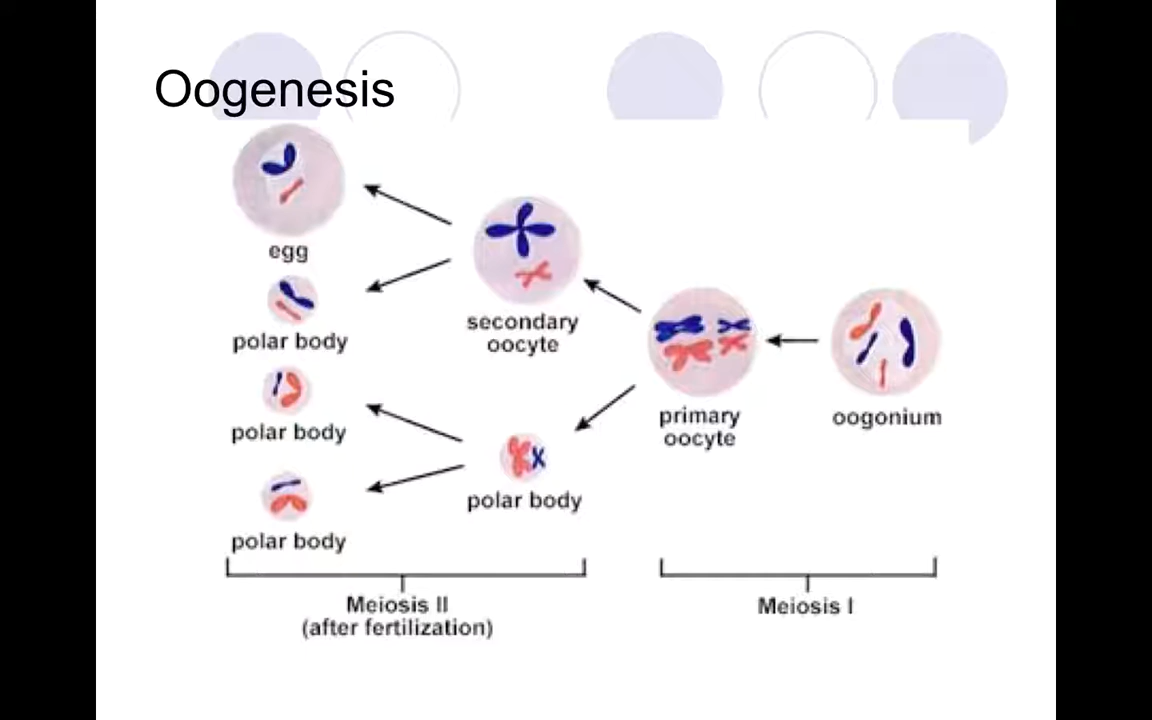 Oogenesis
egg
polar body
polar body
polar body
secondary
oocyte
polar body
primary
oocyte
oogonium
Meiosis II
(after fertilization)
Meiosis I